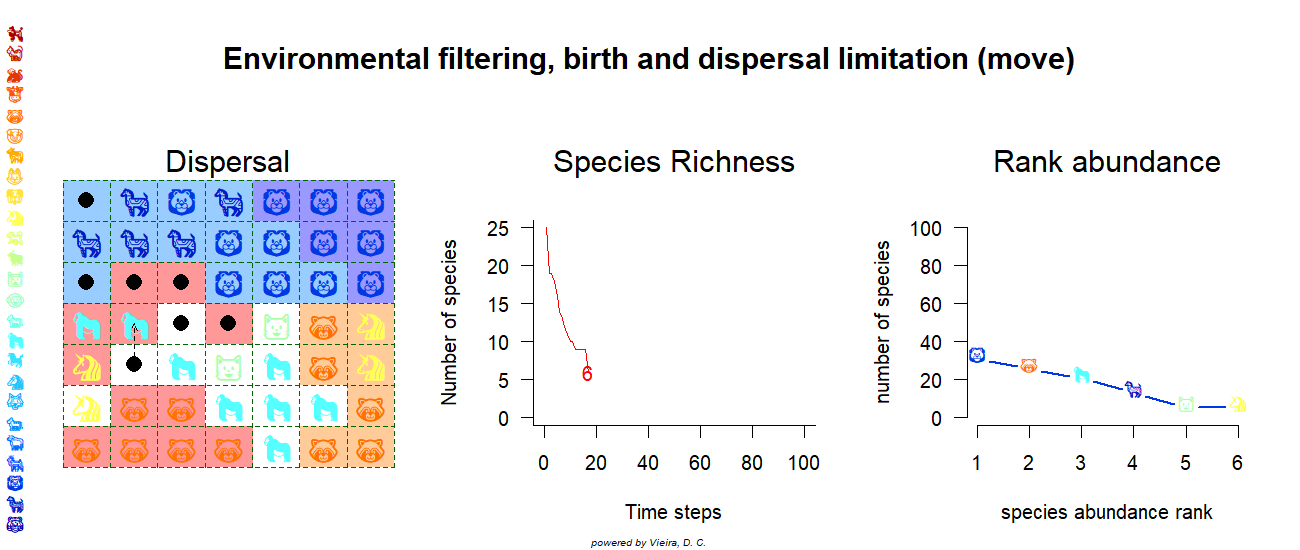 Environmental filtering, birth and dispersal limitation (move)
Dispersal
Species Richness
Number of species
25
20
15
10
5
0
6
0 20 40 60 80 100
Time steps
Rank abundance
number of species
100
80
60
40
20
0
1 2 3 4 5 6
species abundance rank
powered by Vieira, D. C.